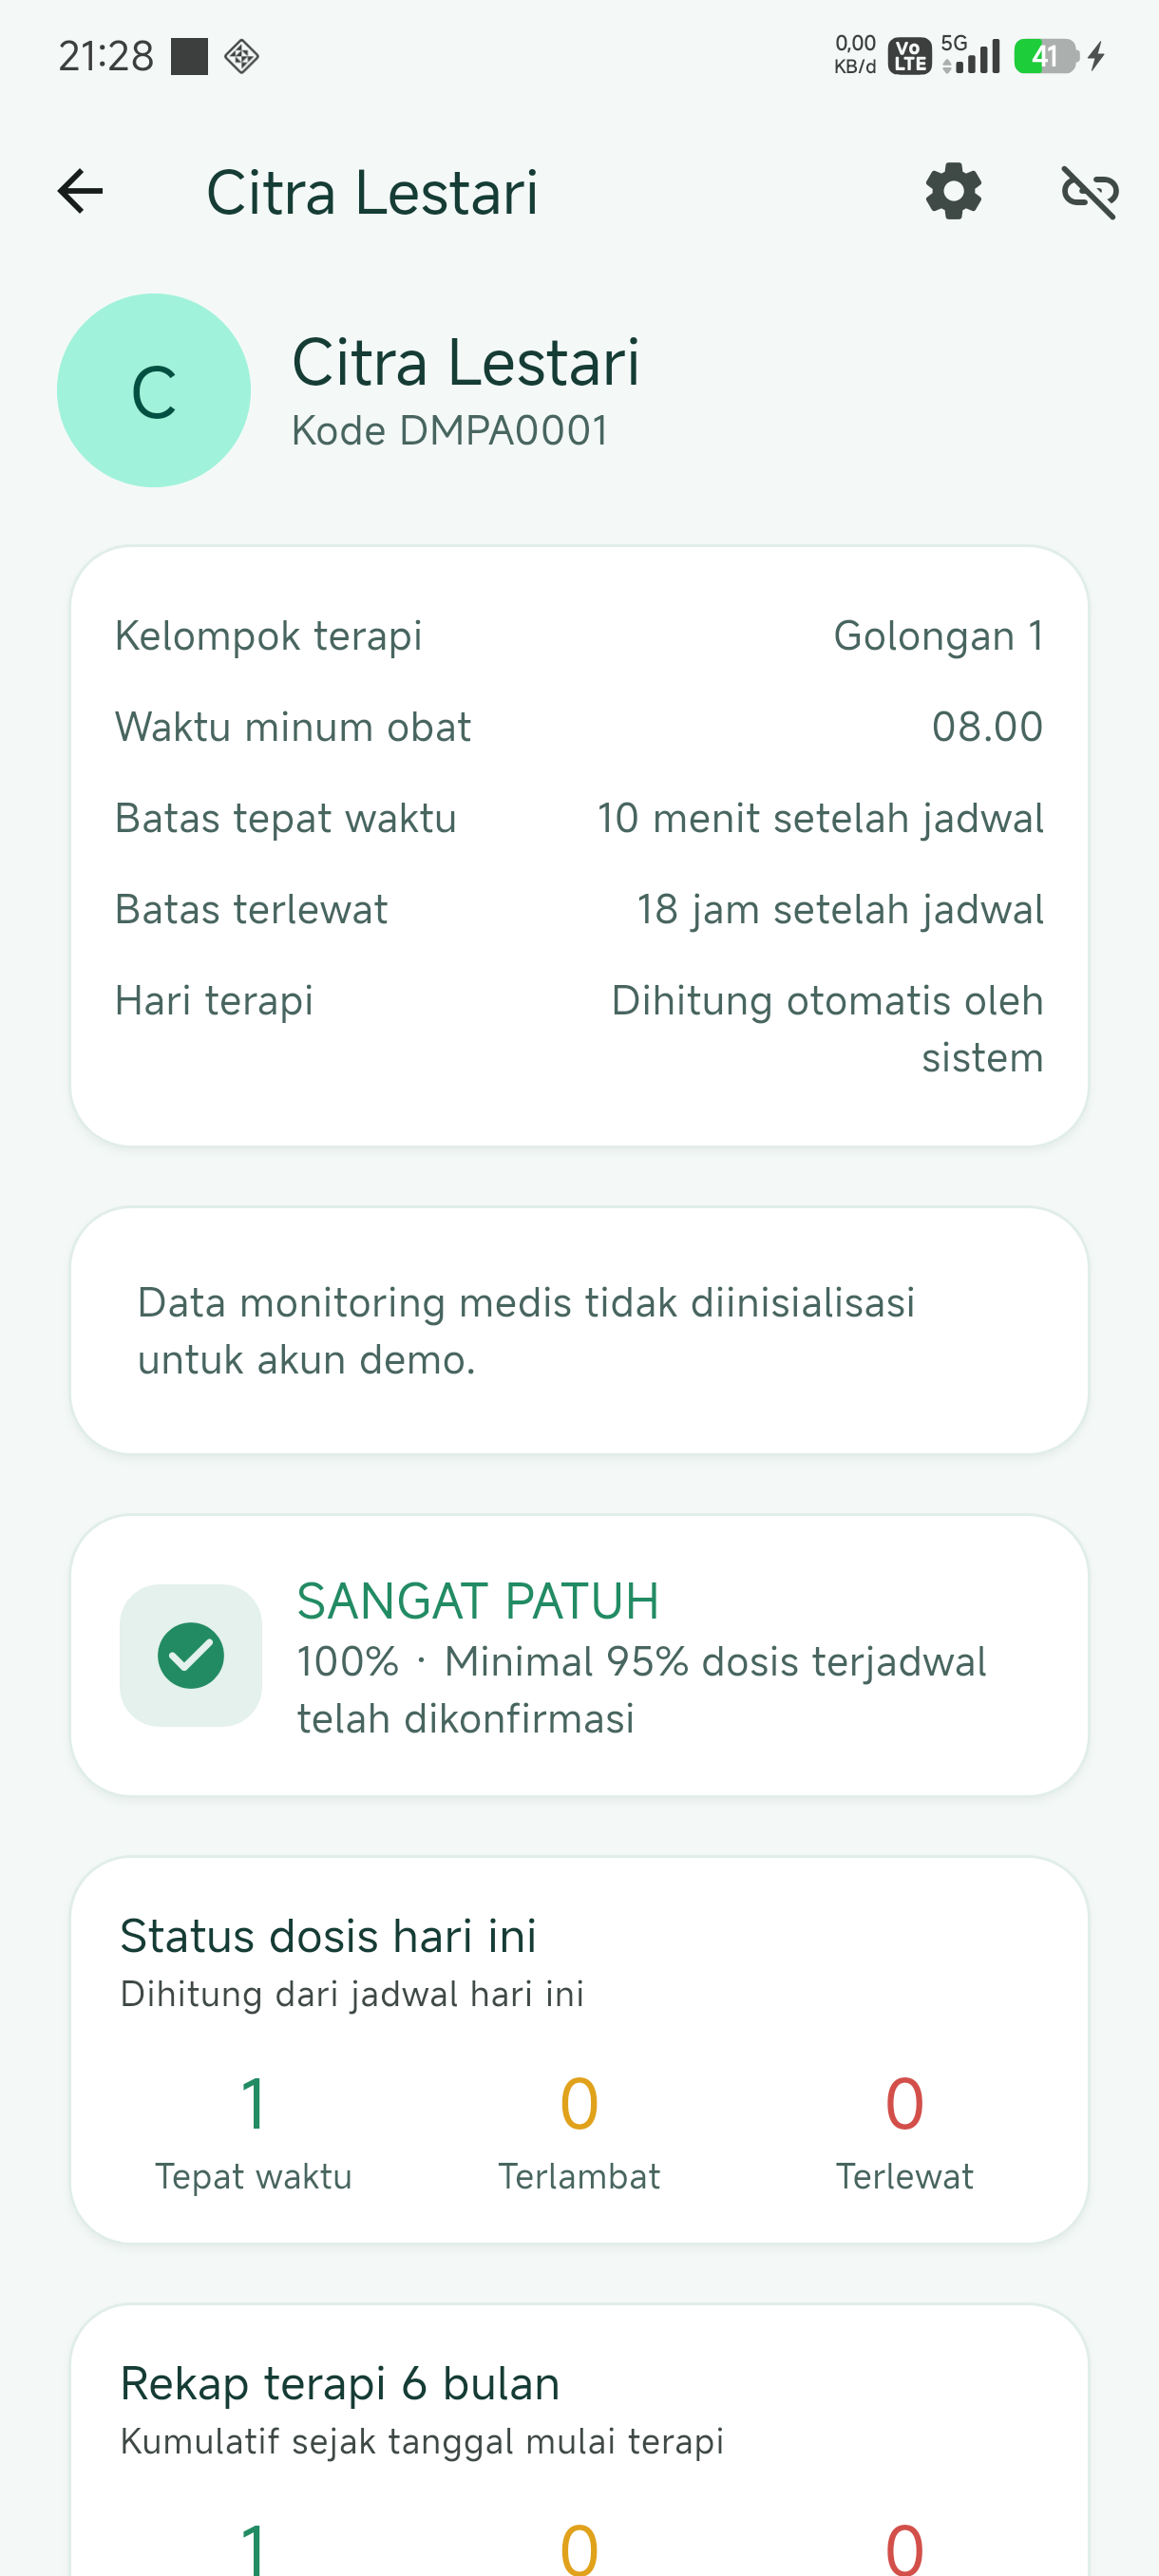 21:28
0,00
KB/d
Vo
LTE
5G
41
Citra Lestari
C
Citra Lestari
Kode DMPA0001
Kelompok terapi Golongan 1
Waktu minum obat 08.00
Batas tepat waktu 10 menit setelah jadwal
Batas terlewat 18 jam setelah jadwal
Hari terapi Dihitung otomatis oleh
sistem
Data monitoring medis tidak diinisialisasi
untuk akun demo.
SANGAT PATUH
100% · Minimal 95% dosis terjadwal
telah dikonfirmasi
Status dosis hari ini
Dihitung dari jadwal hari ini
1 0 0
Tepat waktu Terlambat Terlewat
Rekap terapi 6 bulan
Kumulatif sejak tanggal mulai terapi
1 0 0